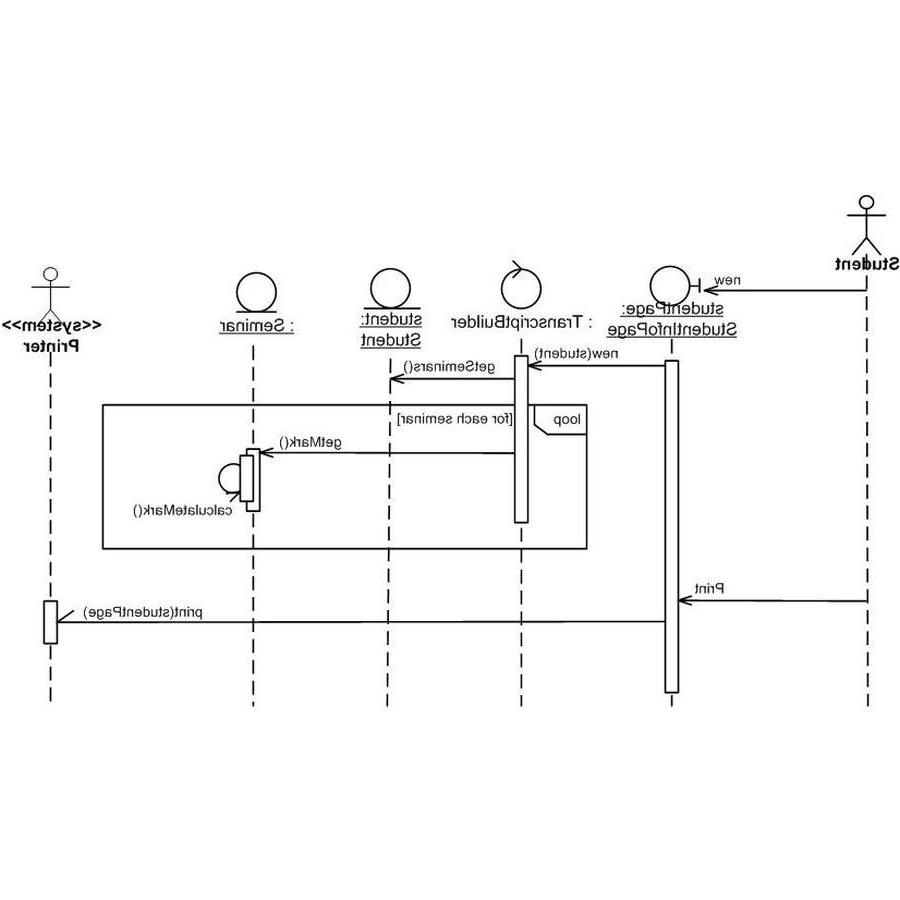 Student
new
studentPage:
StudentInfoPage
: TranscriptBuilder
student:
Student
: Seminar
<<system>>
Printer
new(student)
getSeminars()
loop
[for each seminar]
getMark()
calculateMark()
Print
print(studentPage)